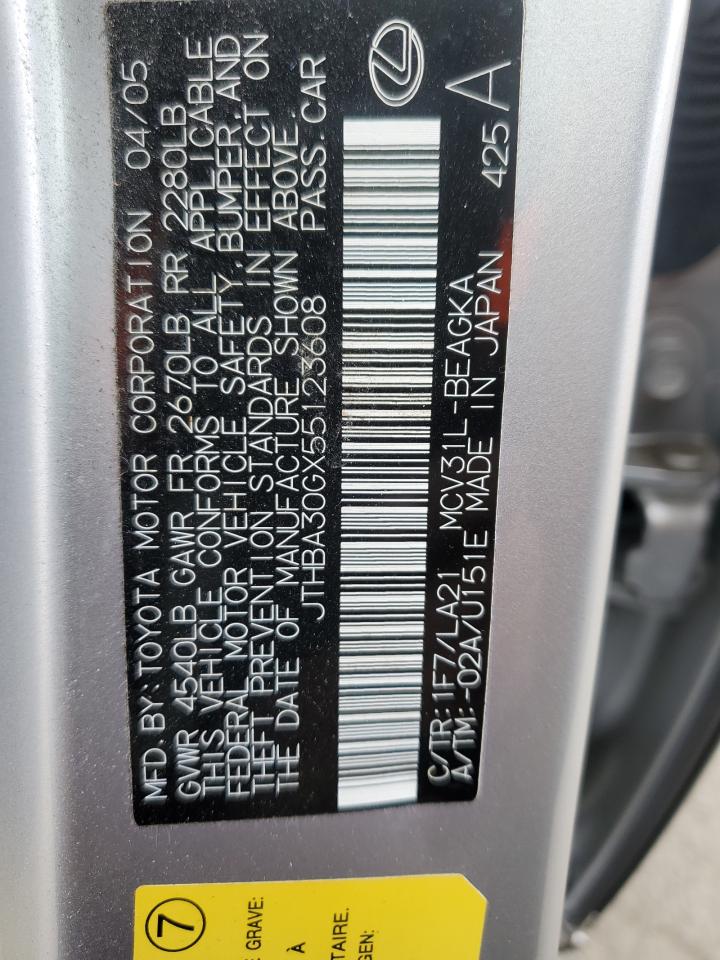 MFD. BY: TOYOTA MOTOR CORPORATION 04/05
GVWR 4540LB GAWR FR 2670LB RR 2280LB
THIS VEHICLE CONFORMS TO ALL APPLICABLE
FEDERAL MOTOR VEHICLE SAFETY, BUMPER, AND
THEFT PREVENTION STANDARDS IN EFFECT ON
THE DATE OF MANUFACTURE SHOWN ABOVE.
JTHBA30GX55123608 PASS CAR
C/TR: 1F7/LA21 MCV31L-BEAGKA
A/TM: -02A/U151E MADE IN JAPAN 425 A
7
GRAVE:
À
TAIRE.
GEN: